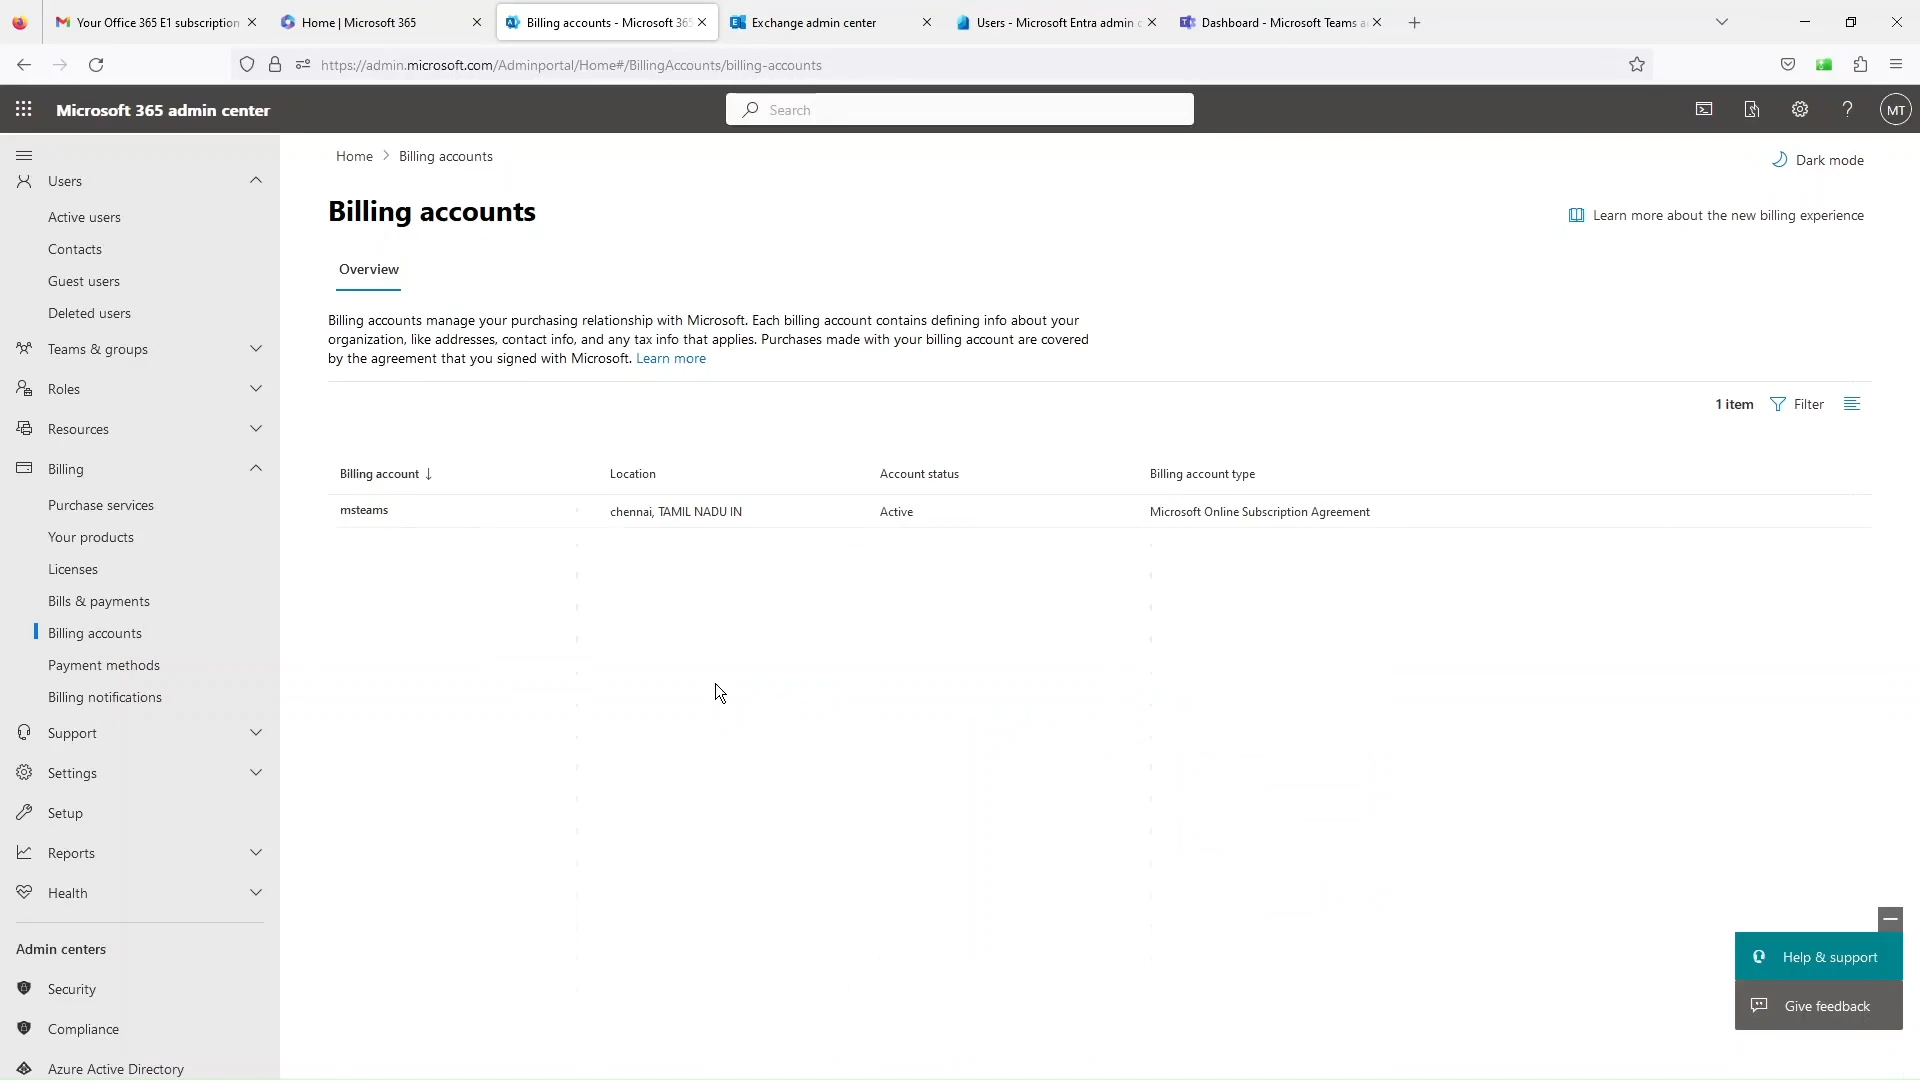 Your Office 365 E1 subscription
Home | Microsoft 365
Billing accounts - Microsoft 365
Exchange admin center
Users - Microsoft Entra admin c
Dashboard - Microsoft Teams a
https://admin.microsoft.com/Adminportal/Home#/BillingAccounts/billing-accounts
Microsoft 365 admin center
Search
MT
Home > Billing accounts
Dark mode
Billing accounts
Learn more about the new billing experience
Overview
Billing accounts manage your purchasing relationship with Microsoft. Each billing account contains defining info about your
organization, like addresses, contact info, and any tax info that applies. Purchases made with your billing account are covered
by the agreement that you signed with Microsoft. Learn more
1 item
Filter
Billing account ↓
Location
Account status
Billing account type
msteams
chennai, TAMIL NADU IN
Active
Microsoft Online Subscription Agreement
Users
Active users
Contacts
Guest users
Deleted users
Teams & groups
Roles
Resources
Billing
Purchase services
Your products
Licenses
Bills & payments
Billing accounts
Payment methods
Billing notifications
Support
Settings
Setup
Reports
Health
Admin centers
Security
Compliance
Azure Active Directory
Help & support
Give feedback